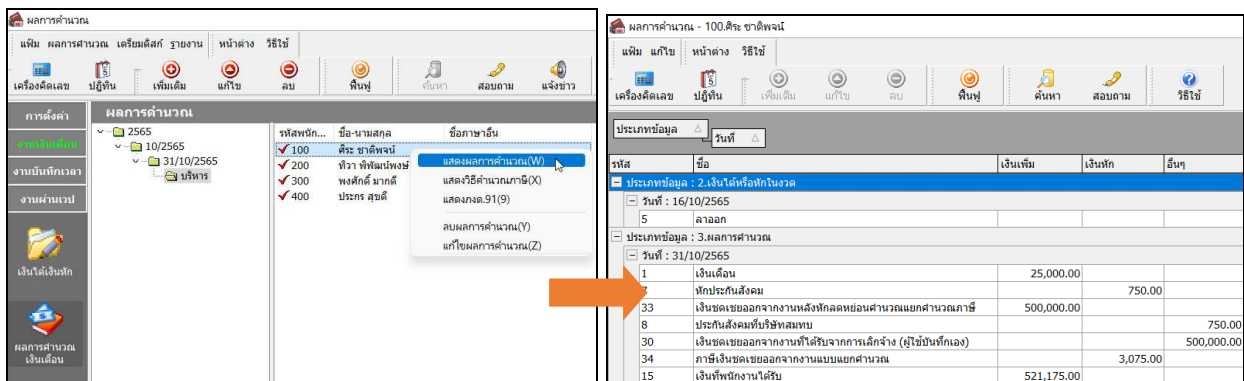 ผลการคำนวณ
แฟ้ม ผลการคำนวณ เตรียมดิสก์ รายงาน หน้าต่าง วิธีใช้
เครื่องคิดเลข ปฏิทิน เพิ่มเติม แก้ไข ลบ ฟื้นฟู ค้นหา สอบถาม แจ้งข่าว
การตั้งค่า
งานเงินเดือน
งานบันทึกเวลา
งานผ่านเวป
เงินได้เงินหัก
ผลการคำนวณ
เงินเดือน
ผลการคำนวณ
2565
10/2565
31/10/2565
บริหาร
รหัสพนัก... ชื่อ-นามสกุล ชื่อภาษาอื่น
100 ศิระ ชาติพจน์
200 ทิวา พิพัฒน์พงษ์
300 พงศักดิ์ มากดี
400 ประกร สุขดี
แสดงผลการคำนวณ(W)
แสดงวิธีคำนวณภาษี(X)
แสดงภงด.91(9)
ลบผลการคำนวณ(Y)
แก้ไขผลการคำนวณ(Z)
ผลการคำนวณ - 100.ศิระ ชาติพจน์
แฟ้ม แก้ไข หน้าต่าง วิธีใช้
เครื่องคิดเลข ปฏิทิน เพิ่มเติม แก้ไข ลบ ฟื้นฟู ค้นหา สอบถาม วิธีใช้
ประเภทข้อมูล
วันที่
รหัส ชื่อ เงินเพิ่ม เงินหัก อื่นๆ
ประเภทข้อมูล : 2.เงินได้หรือหักในงวด
วันที่ : 16/10/2565
5 ลาออก
ประเภทข้อมูล : 3.ผลการคำนวณ
วันที่ : 31/10/2565
1 เงินเดือน 25,000.00
หักประกันสังคม 750.00
33 เงินชดเชยออกจากงานหลังหักลดหย่อนคำนวณแยกคำนวณภาษี 500,000.00
8 ประกันสังคมที่บริษัทสมทบ 750.00
30 เงินชดเชยออกจากงานที่ได้รับจากการเลิกจ้าง (ผู้ใช้บันทึกเอง) 500,000.00
34 ภาษีเงินชดเชยออกจากงานแบบแยกคำนวณ 3,075.00
15 เงินที่พนักงานได้รับ 521,175.00